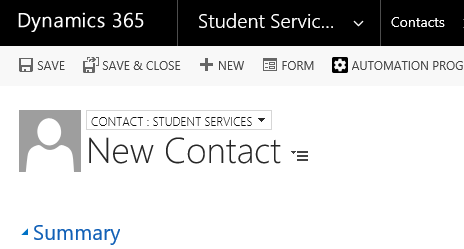 Dynamics 365 Student Servic... Contacts
SAVE SAVE & CLOSE NEW FORM AUTOMATION PROG
CONTACT : STUDENT SERVICES
New Contact
Summary